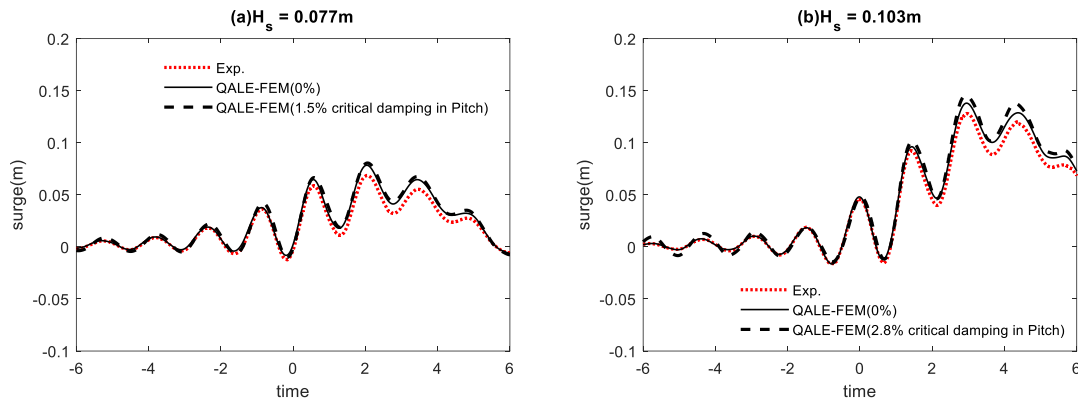 (a)Hs = 0.077m
0.2
0.15
0.1
0.05
0
-0.05
-0.1
surge(m)
Exp.
QALE-FEM(0%)
QALE-FEM(1.5% critical damping in Pitch)
-6 -4 -2 0 2 4 6
time
(b)Hs = 0.103m
0.2
0.15
0.1
0.05
0
-0.05
-0.1
surge(m)
Exp.
QALE-FEM(0%)
QALE-FEM(2.8% critical damping in Pitch)
-6 -4 -2 0 2 4 6
time